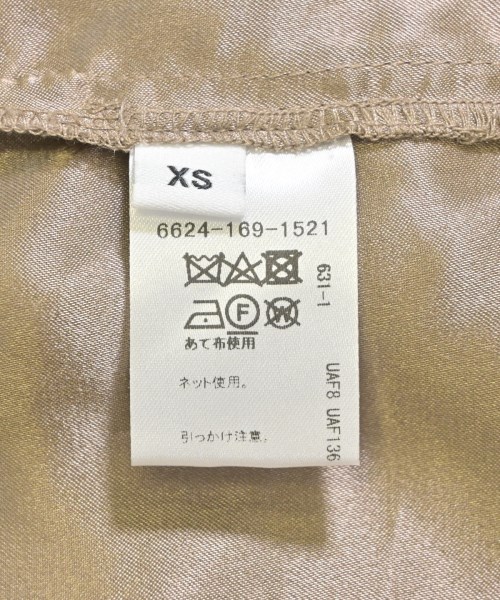 XS
6624-169-1521
F
W
あて布使用
ネット使用。
引っかけ注意。
631-1
UAF8 UAF136